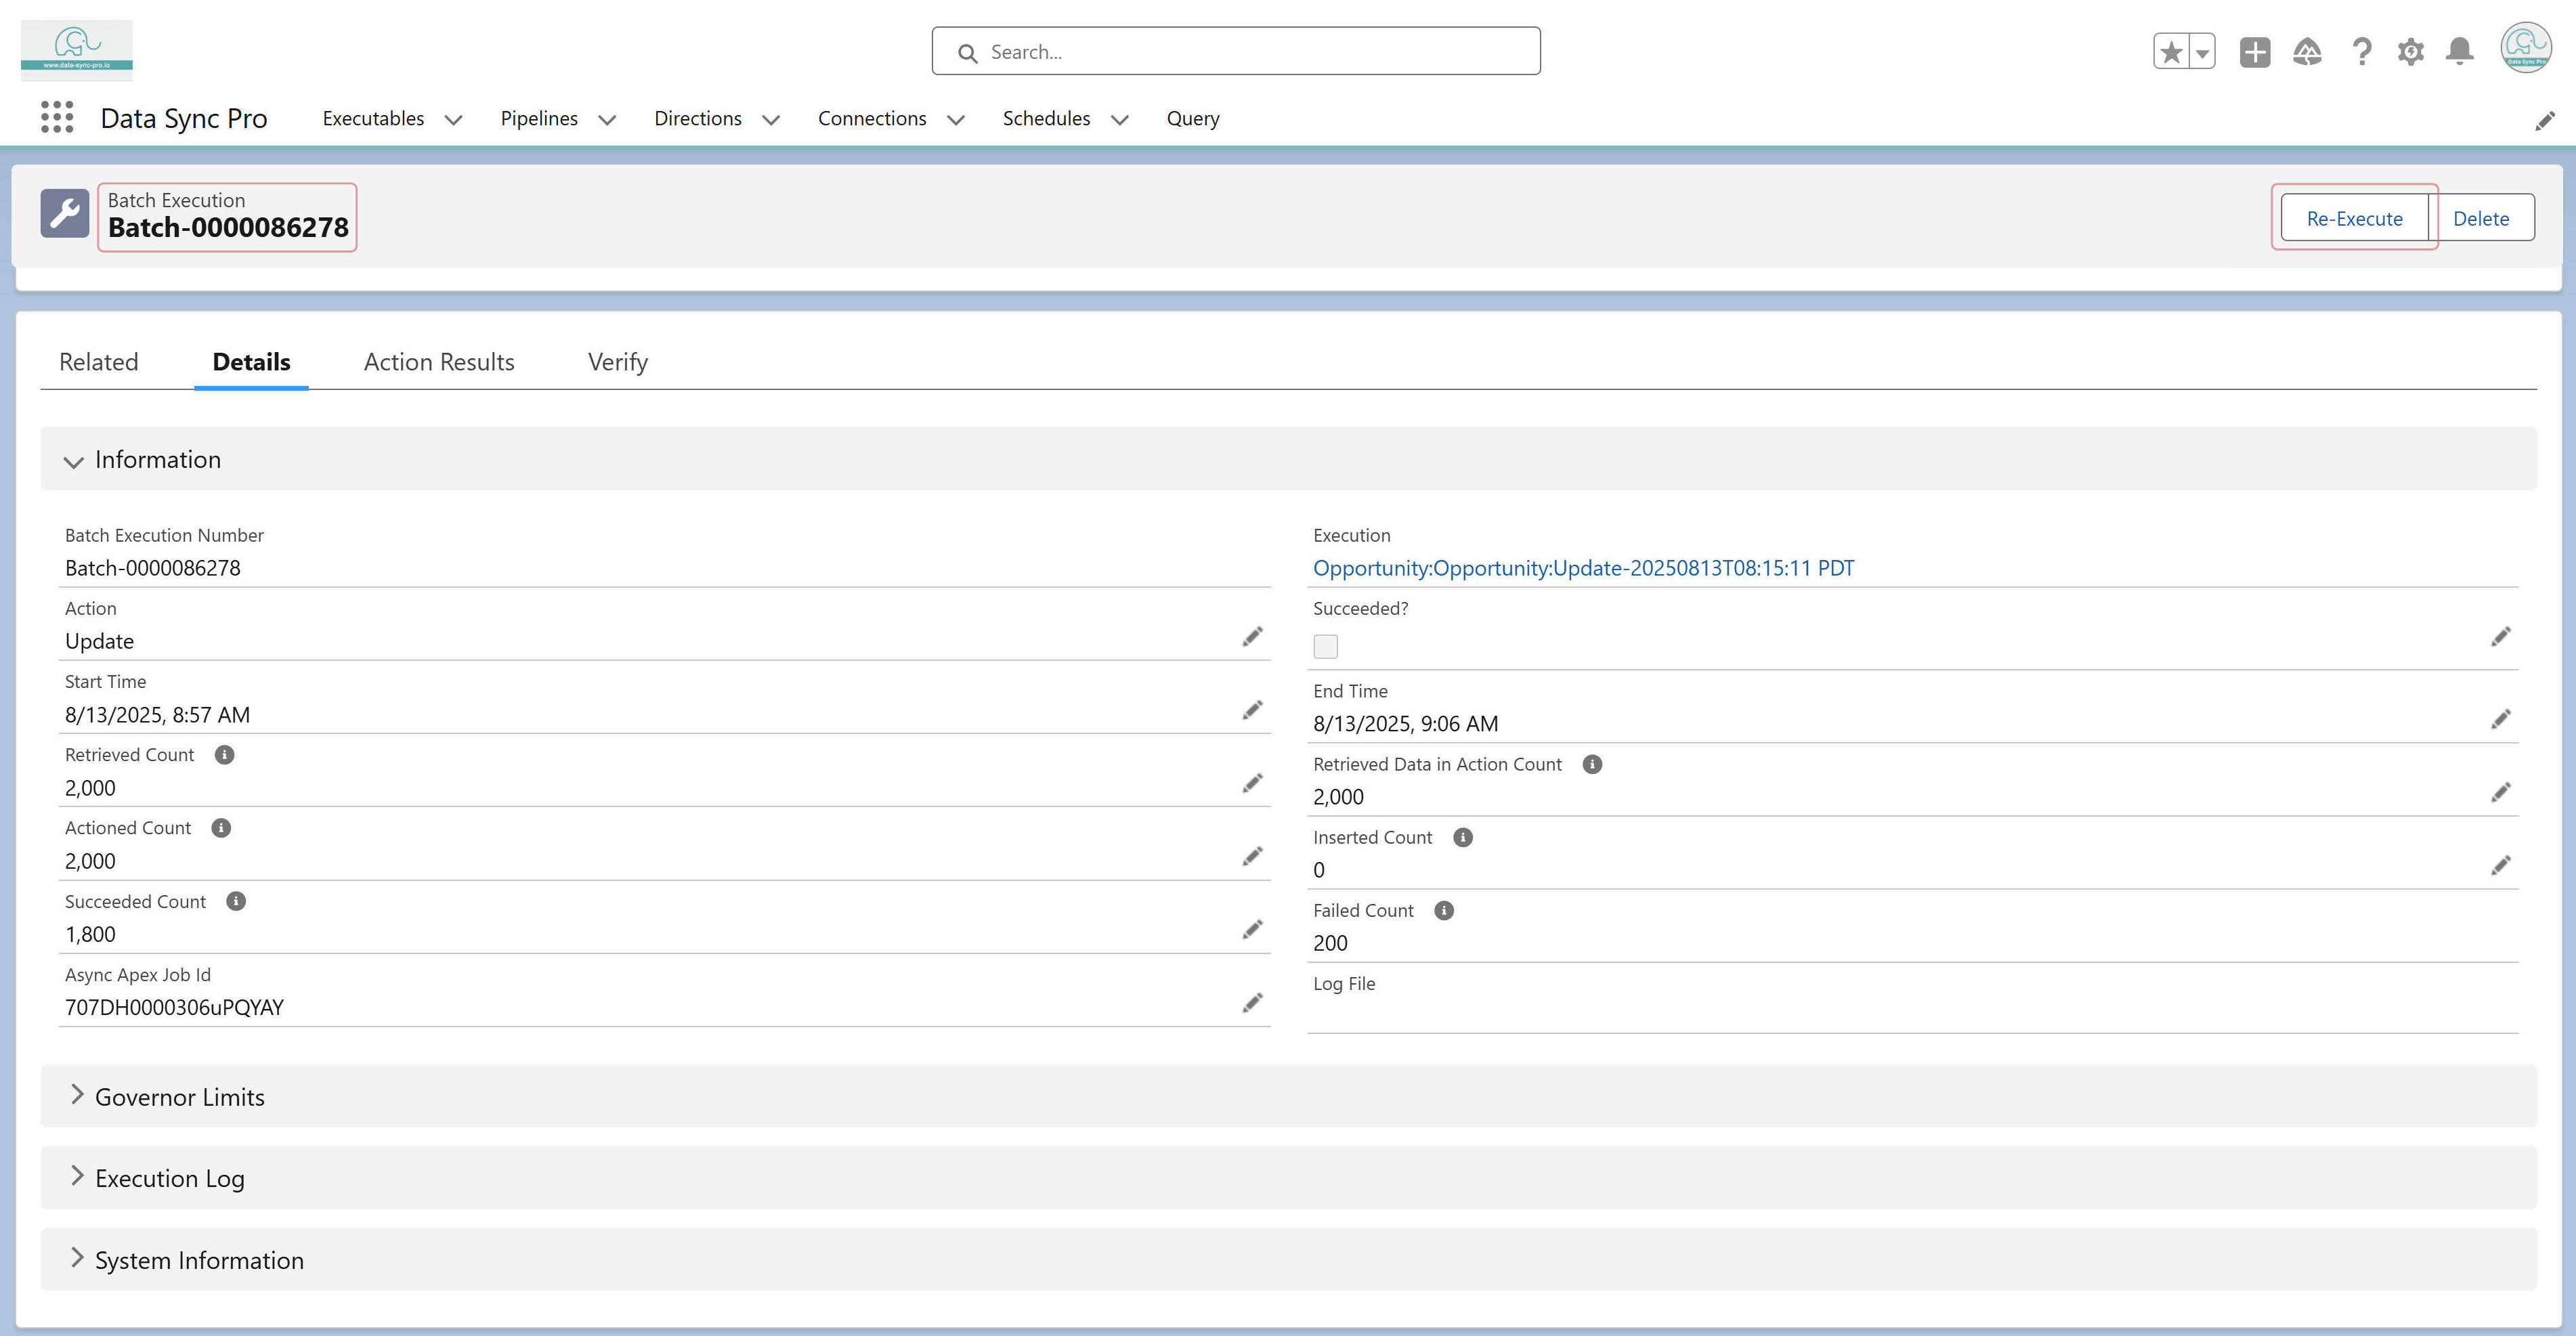 www.data-sync-pro.io
Search...
Data Sync Pro
Data Sync Pro
Executables
Pipelines
Directions
Connections
Schedules
Query
Batch Execution
Batch-0000086278
Re-Execute
Delete
Related
Details
Action Results
Verify
Information
Batch Execution Number
Batch-0000086278
Execution
Opportunity:Opportunity:Update-20250813T08:15:11 PDT
Action
Update
Succeeded?
Start Time
8/13/2025, 8:57 AM
End Time
8/13/2025, 9:06 AM
Retrieved Count
2,000
Retrieved Data in Action Count
2,000
Actioned Count
2,000
Inserted Count
0
Succeeded Count
1,800
Failed Count
200
Async Apex Job Id
707DH0000306uPQYAY
Log File
Governor Limits
Execution Log
System Information